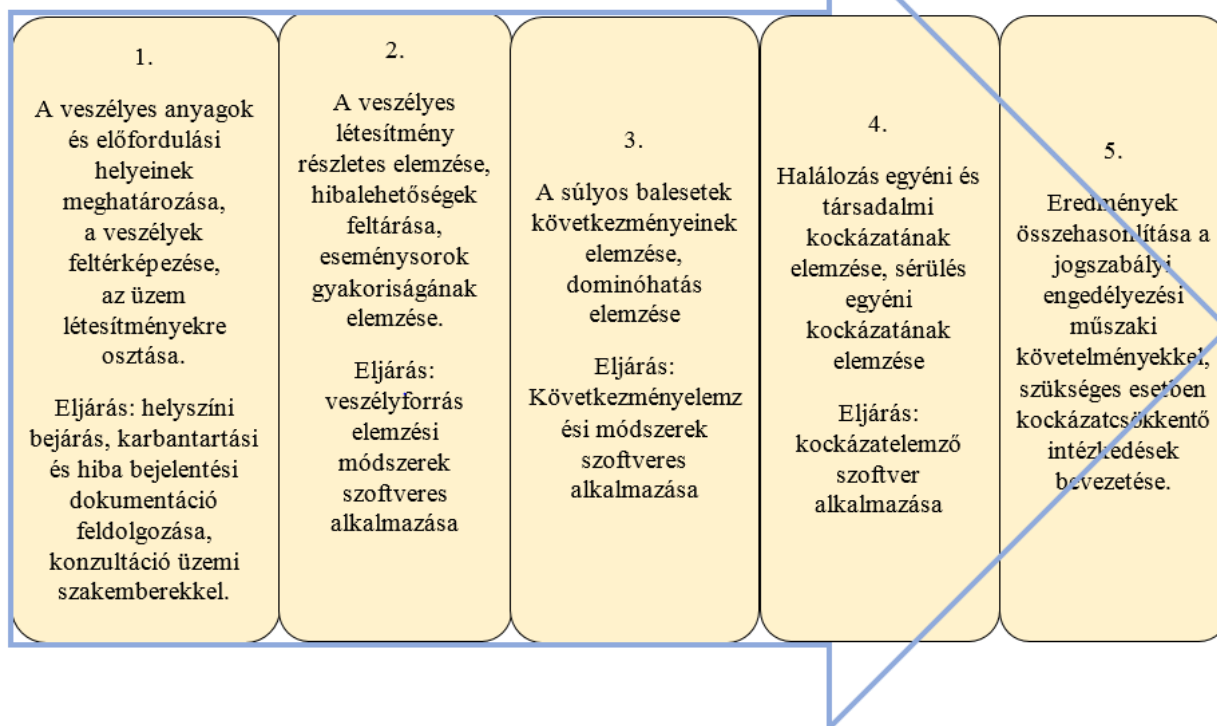 1.
A veszélyes anyagok
és előfordulási
helyeinek
meghatározása,
a veszélyek
feltérképezése,
az üzem
létesítményekre
osztása.
Eljárás: helyszíni
bejárás, karbantartási
és hiba bejelentési
dokumentáció
feldolgozása,
konzultáció üzemi
szakemberekkel.
2.
A veszélyes
létesítmény
részletes elemzése,
hibalehetőségek
feltárása,
eseménysorok
gyakoriságának
elemzése.
Eljárás:
veszélyforrás
elemzési
módszerek
szoftveres
alkalmazása
3.
A súlyos balesetek
következményeinek
elemzése,
dominóhatás
elemzése
Eljárás:
Következményelemz
ési módszerek
szoftveres
alkalmazása
4.
Halálozás egyéni és
társadalmi
kockázatának
elemzése, sérülés
egyéni
kockázatának
elemzése
Eljárás:
kockázatelemző
szoftver
alkalmazása
5.
Eredmények
összehasonlítása a
jogszabályi
engedélyezési
műszaki
követelményekkel,
szükséges esetben
kockázatcsökkentő
intézkedések
bevezetése.